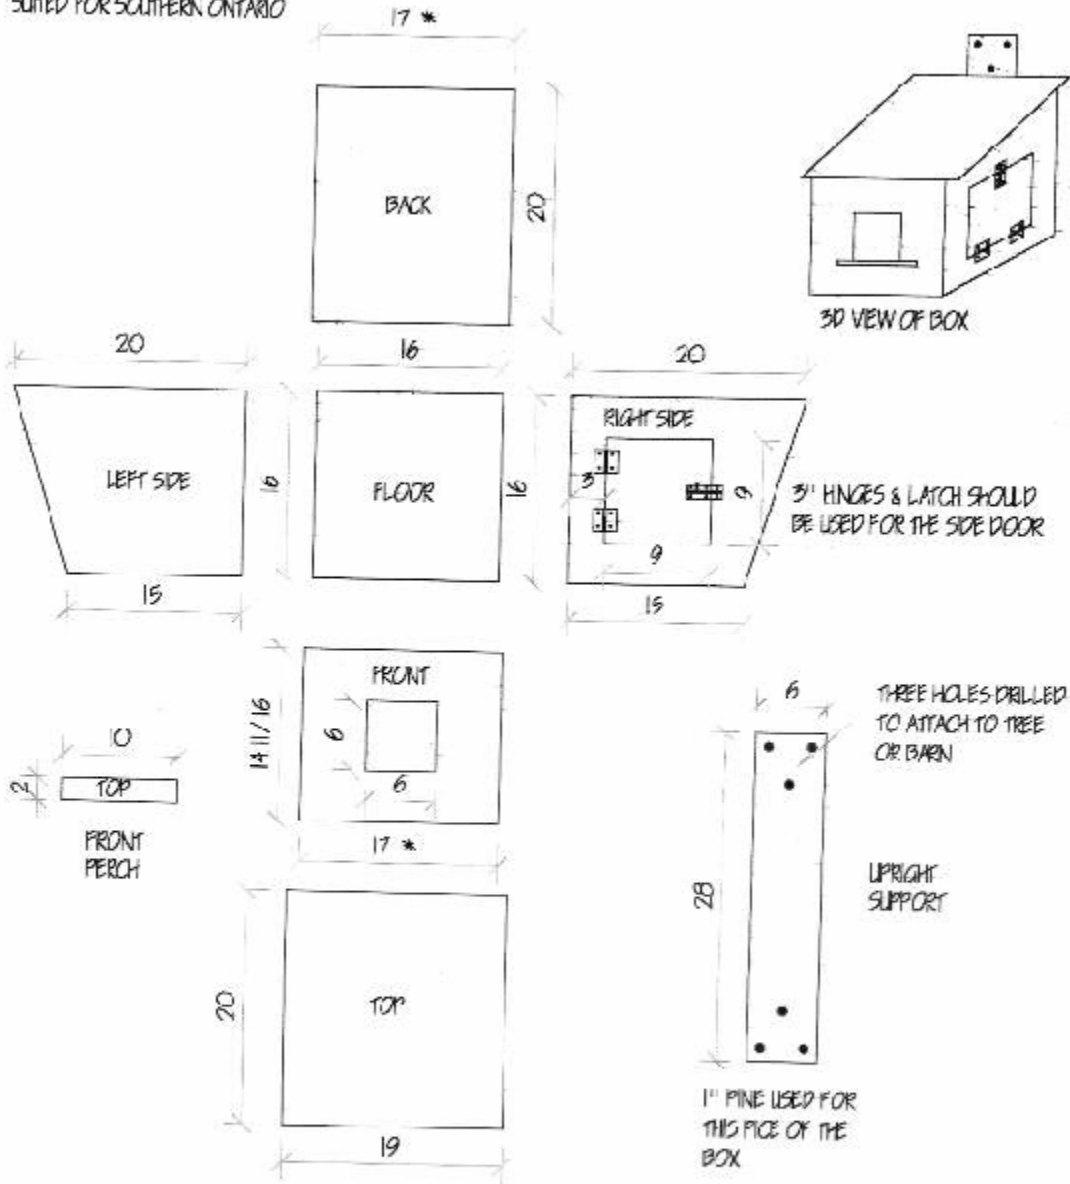 SUITED FOR SOUTHERN ONTARIO
17 *
BACK
20
3D VIEW OF BOX
20
16
20
LEFT SIDE
16
FLOOR
16
RIGHT SIDE
3
9
9
3" HINGES & LATCH SHOULD
BE USED FOR THE SIDE DOOR
15
15
FRONT
14 11/16
6
6
17 *
10
2
TOP
FRONT
PERCH
6
THREE HOLES DRILLED
TO ATTACH TO TREE
OR BARN
28
UPRIGHT
SUPPORT
20
TOP
19
1" PINE USED FOR
THIS PICE OF THE
BOX